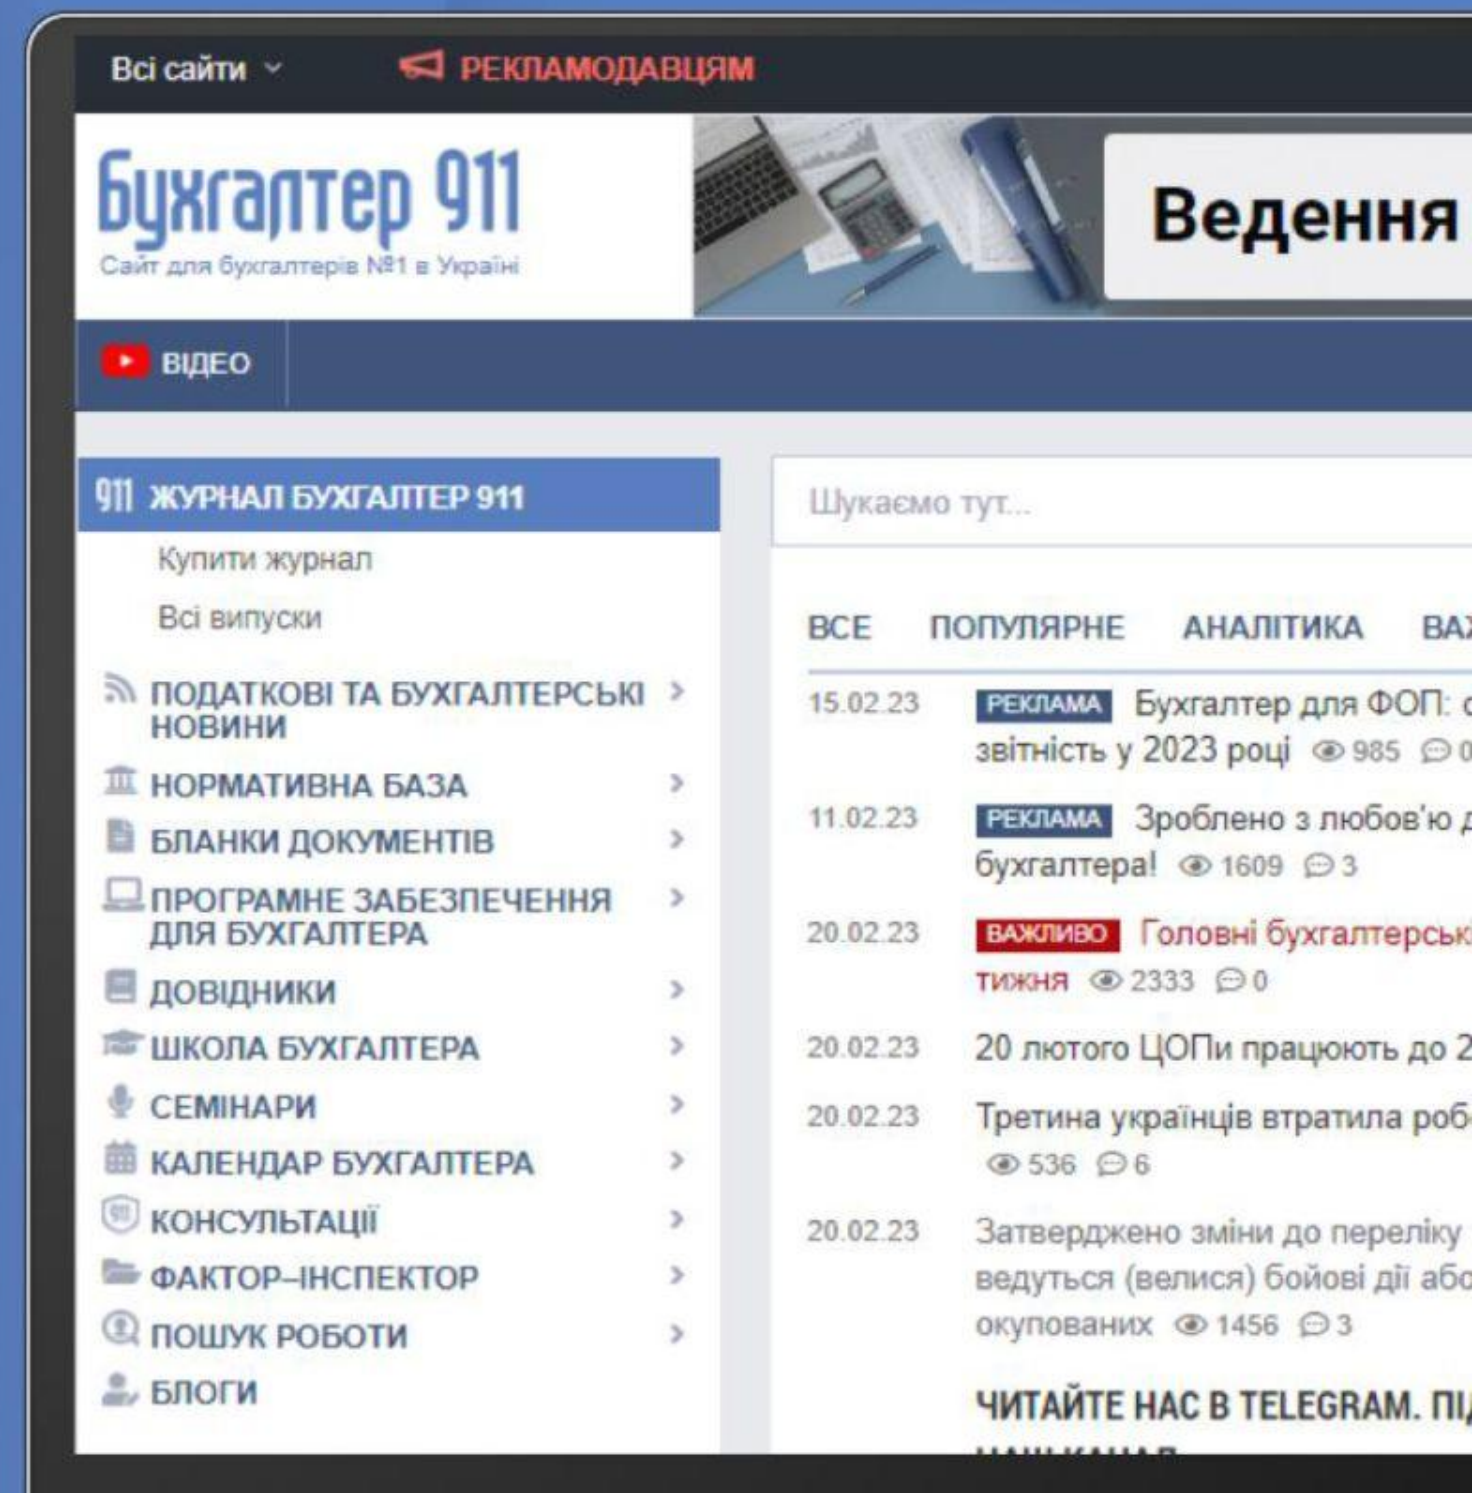 Всі сайти
РЕКЛАМОДАВЦЯМ
Бухгалтер 911
Сайт для бухгалтерів №1 в Україні
Ведення
ВІДЕО
911 ЖУРНАЛ БУХГАЛТЕР 911
Купити журнал
Всі випуски
ПОДАТКОВІ ТА БУХГАЛТЕРСЬКІ
НОВИНИ
НОРМАТИВНА БАЗА
БЛАНКИ ДОКУМЕНТІВ
ПРОГРАМНЕ ЗАБЕЗПЕЧЕННЯ
ДЛЯ БУХГАЛТЕРА
ДОВІДНИКИ
ШКОЛА БУХГАЛТЕРА
СЕМІНАРИ
КАЛЕНДАР БУХГАЛТЕРА
911 КОНСУЛЬТАЦІЇ
ФАКТОР–ІНСПЕКТОР
ПОШУК РОБОТИ
БЛОГИ
Шукаємо тут...
ВСЕ ПОПУЛЯРНЕ АНАЛІТИКА
15.02.23 РЕКЛАМА Бухгалтер для ФОП:
звітність у 2023 році 985 0
11.02.23 РЕКЛАМА Зроблено з любов'ю
бухгалтера! 1609 3
20.02.23 ВАЖЛИВО Головні бухгалтерські
тижня 2333 0
20.02.23 20 лютого ЦОПи працюють до
20.02.23 Третина українців втратила
536 6
20.02.23 Затверджено зміни до переліку
ведуться (велися) бойові дії або
окупованих 1456 3
ЧИТАЙТЕ НАС В TELEGRAM.